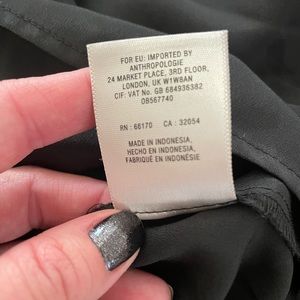 FOR EU: IMPORTED BY
ANTHROPOLOGIE
24 MARKET PLACE, 3RD FLOOR,
LONDON, UK W1W8AN
CIF: VAT No. GB 684936382
08567740
RN : 66170 CA : 32054
MADE IN INDONESIA,
HECHO EN INDONESIA,
FABRIQUÉ EN INDONÉSIE